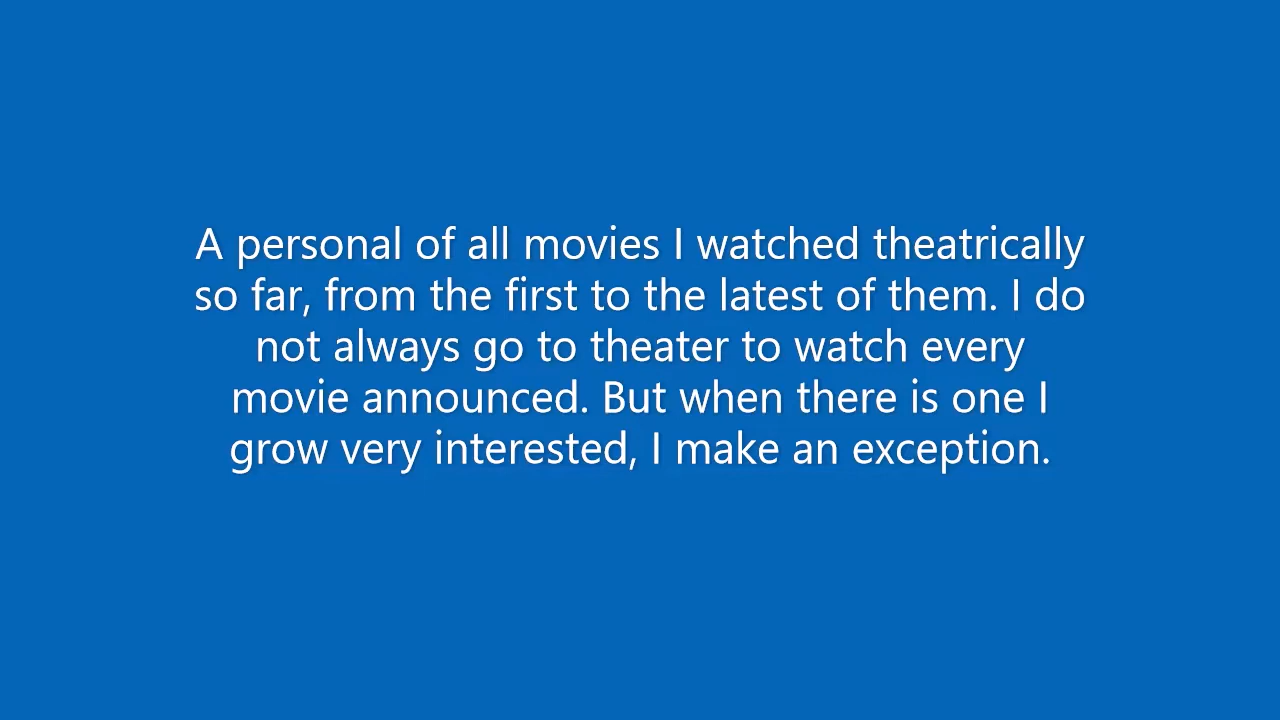 A personal of all movies I watched theatrically
so far, from the first to the latest of them. I do
not always go to theater to watch every
movie announced. But when there is one I
grow very interested, I make an exception.